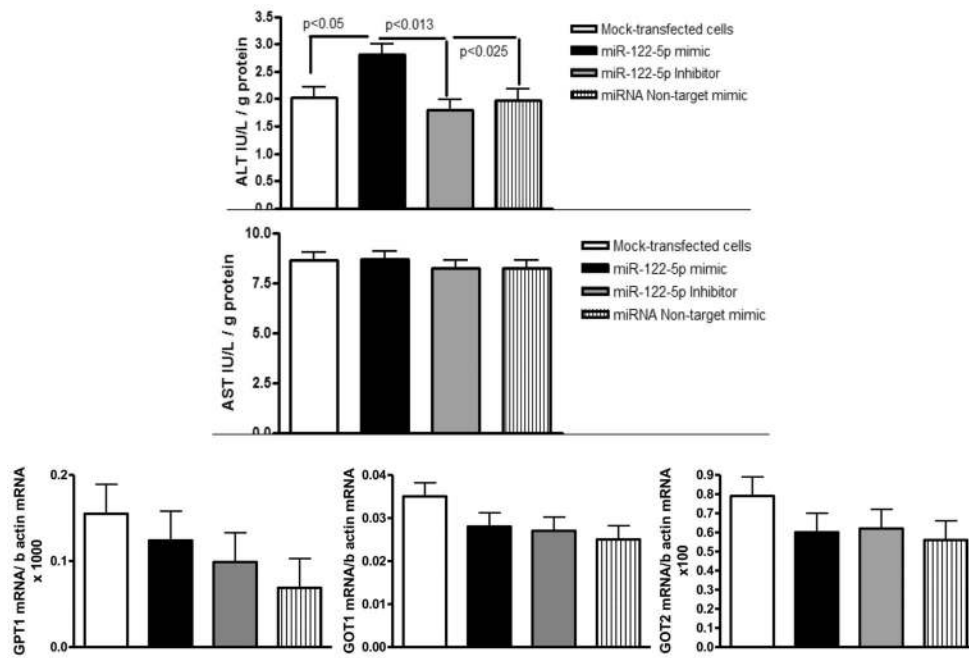 p<0.05
p<0.013
p<0.025
ALT IU/L / g protein
3.5
3.0
2.5
2.0
1.5
1.0
0.5
0.0
Mock-transfected cells
miR-122-5p mimic
miR-122-5p Inhibitor
miRNA Non-target mimic
AST IU/L / g protein
10.0
7.5
5.0
2.5
0.0
Mock-transfected cells
miR-122-5p mimic
miR-122-5p Inhibitor
miRNA Non-target mimic
GPT1 mRNA/ b actin mRNA
x 1000
0.2
0.1
0.0
GOT1 mRNA/b actin mRNA
0.04
0.03
0.02
0.01
0.00
GOT2 mRNA/b actin mRNA
x100
0.9
0.8
0.7
0.6
0.5
0.4
0.3
0.2
0.1
0.0